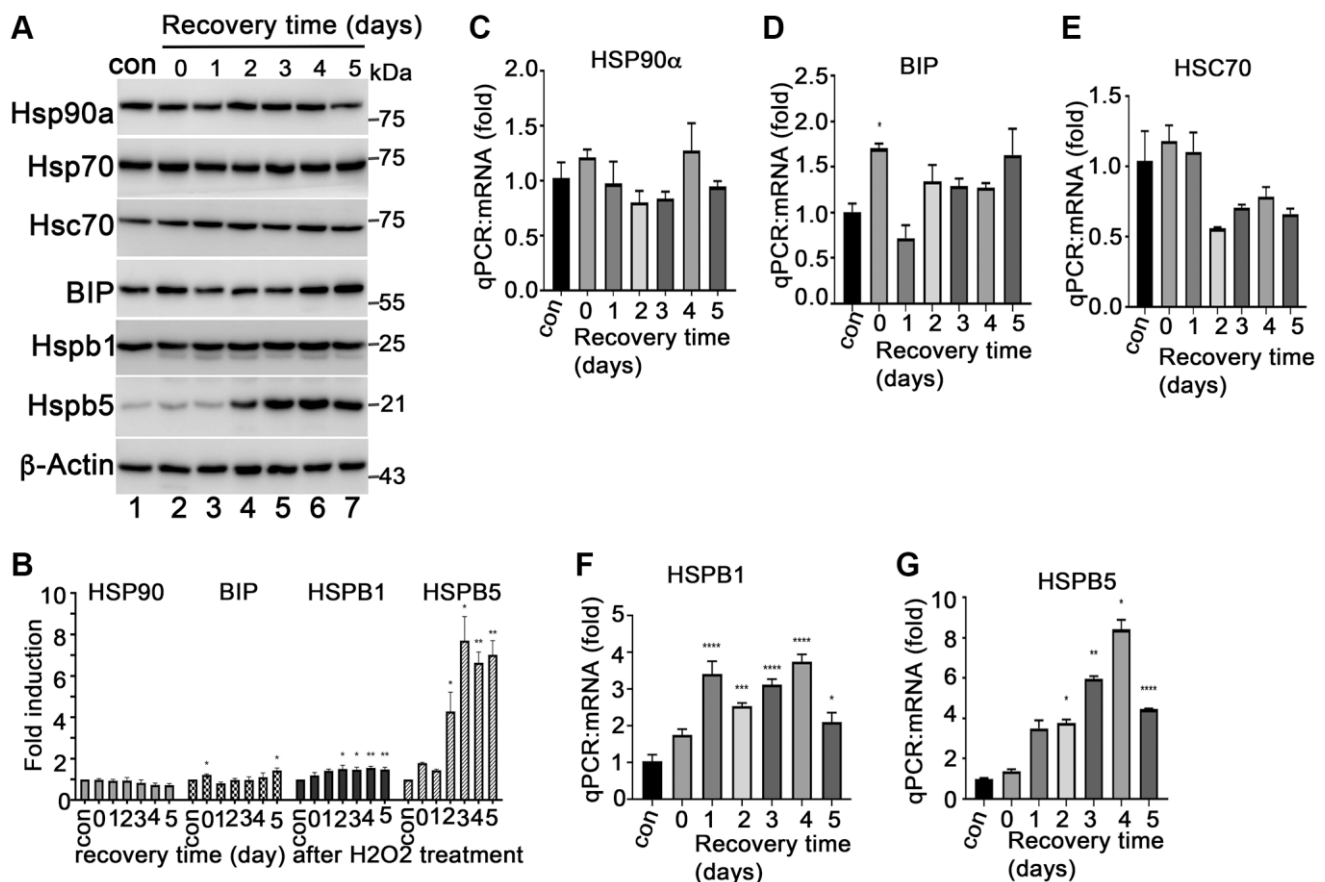 A
Recovery time (days)
con 0 1 2 3 4 5 kDa
Hsp90a
75
Hsp70
75
Hsc70
75
BIP
55
Hspb1
25
Hspb5
21
β-Actin
43
1 2 3 4 5 6 7
B
HSP90 BIP HSPB1 HSPB5
Fold induction
10
8
6
4
2
0
* * * * ** ** * * ** **
con 0 1 2 3 4 5 con 0 1 2 3 4 5 con 0 1 2 3 4 5 con 0 1 2 3 4 5
recovery time (day) after H2O2 treatment
C
HSP90α
qPCR:mRNA (fold)
2.0
1.5
1.0
0.5
0.0
con 0 1 2 3 4 5
Recovery time
(days)
D
BIP
qPCR:mRNA (fold)
2.5
2.0
1.5
1.0
0.5
0.0
*
con 0 1 2 3 4 5
Recovery time
(days)
E
HSC70
qPCR:mRNA (fold)
1.5
1.0
0.5
0.0
con 0 1 2 3 4 5
Recovery time
(days)
F
HSPB1
qPCR:mRNA (fold)
5
4
3
2
1
0
**** *** **** **** *
con 0 1 2 3 4 5
Recovery time
(days)
G
HSPB5
qPCR:mRNA (fold)
10
8
6
4
2
0
* ** * ****
con 0 1 2 3 4 5
Recovery time
(days)